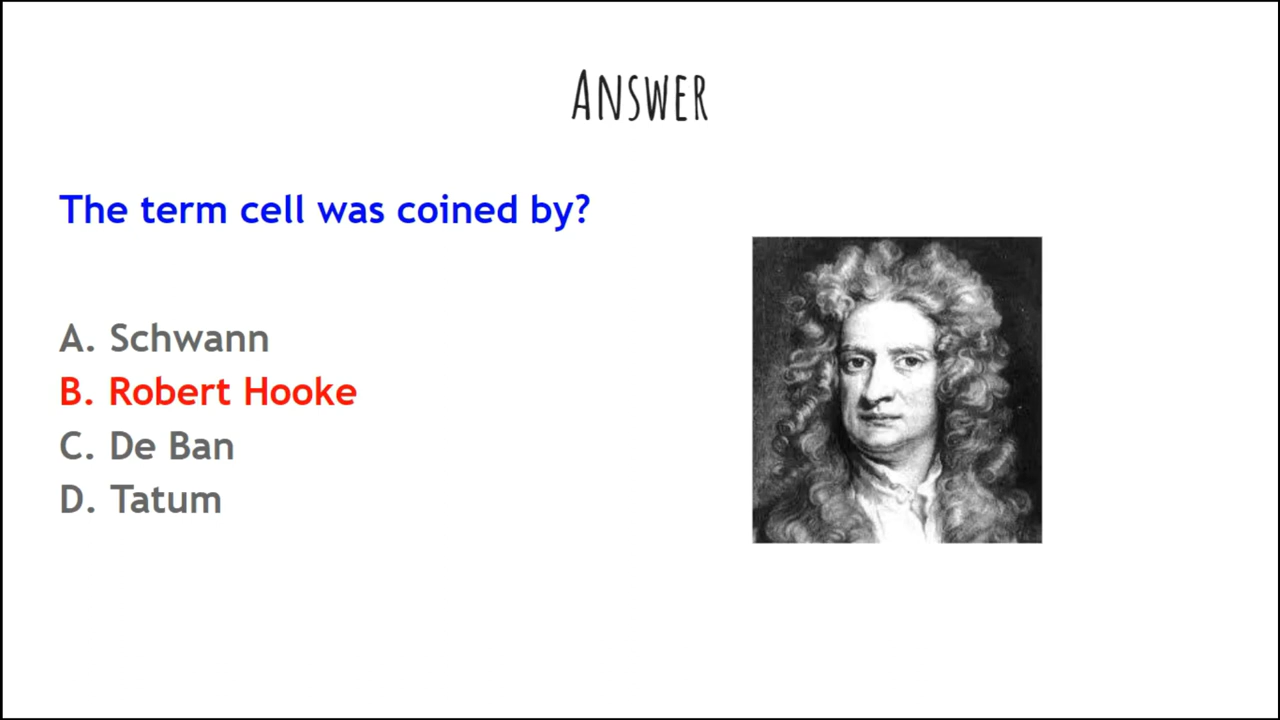 Answer
The term cell was coined by?
A. Schwann
B. Robert Hooke
C. De Ban
D. Tatum